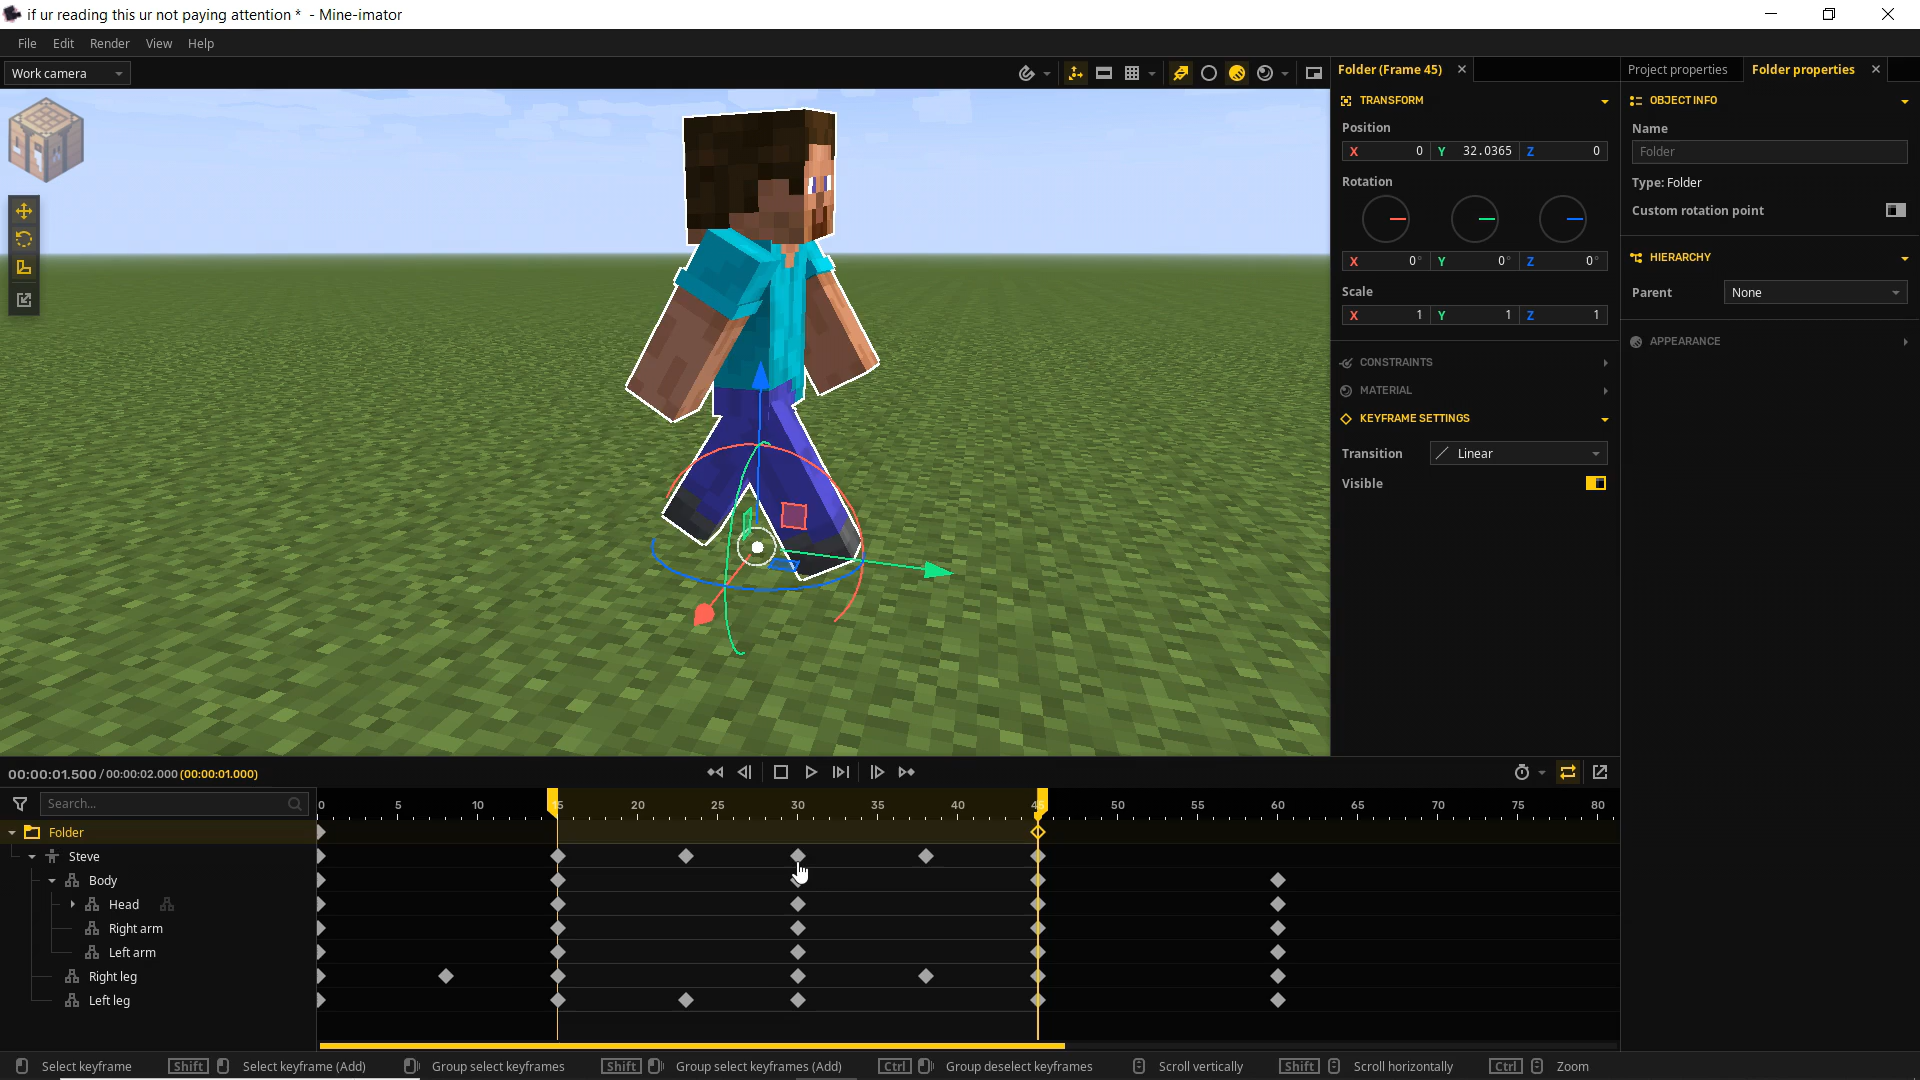 if ur reading this ur not paying attention * - Mine-imator
File Edit Render View Help
Work camera
Folder (Frame 45)
TRANSFORM
Position
X 0 Y 32.0365 Z 0
Rotation
X 0° Y 0° Z 0°
Scale
X 1 Y 1 Z 1
CONSTRAINTS
MATERIAL
KEYFRAME SETTINGS
Transition Linear
Visible
Project properties Folder properties
OBJECT INFO
Name
Folder
Type: Folder
Custom rotation point
HIERARCHY
Parent None
APPEARANCE
00:00:01.500 / 00:00:02.000 (00:00:01.000)
Search...
0 5 10 15 20 25 30 35 40 45 50 55 60 65 70 75 80
Folder
Steve
Body
Head
Right arm
Left arm
Right leg
Left leg
Select keyframe Shift Select keyframe (Add) Group select keyframes Shift Group select keyframes (Add) Ctrl Group deselect keyframes Scroll vertically Shift Scroll horizontally Ctrl Zoom